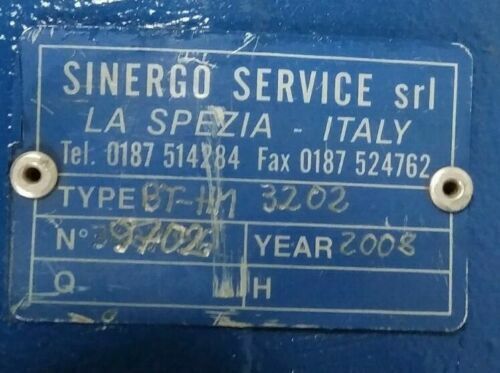 SINERGO SERVICE srl
LA SPEZIA - ITALY
Tel. 0187 514284 Fax 0187 524762
TYPE BT-HM 3202
N° YEAR 2008
Q H